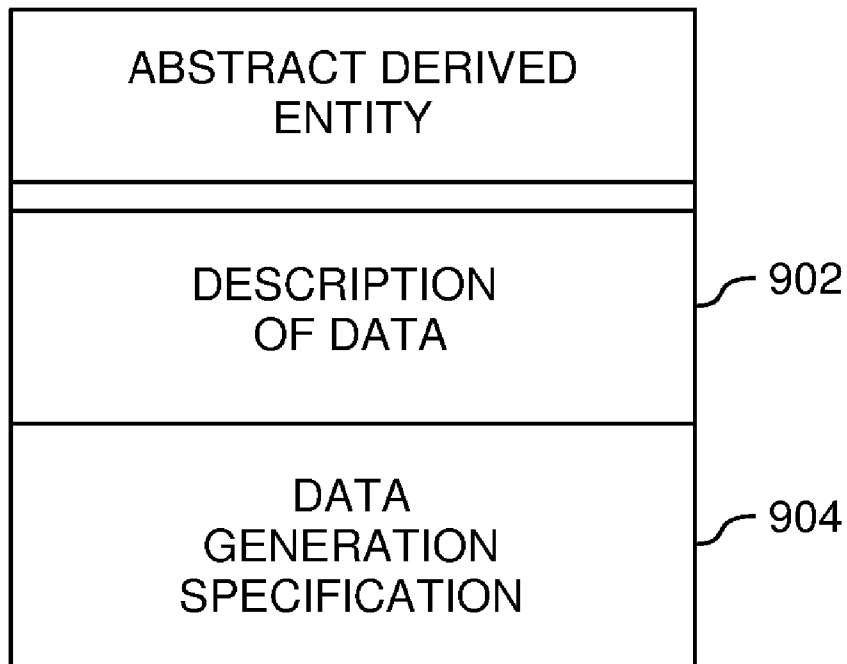 ABSTRACT DERIVED
ENTITY
DESCRIPTION
OF DATA
902
DATA
GENERATION
SPECIFICATION
904